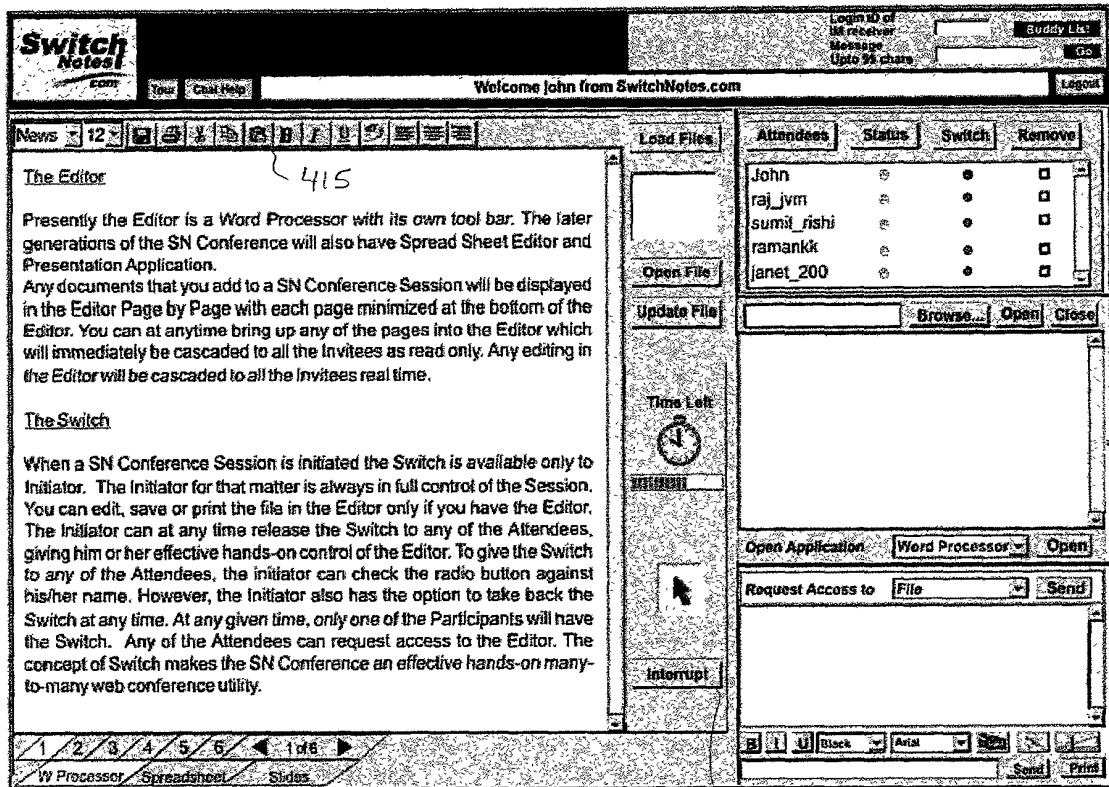 Switch
Notes
com
Tour Chat Help
Welcome john from SwitchNotes.com
Login ID of
IM receiver
Message
Upto 95 chars
Buddy List
Go
Logout
News 12 B I U
415
The Editor
Presently the Editor is a Word Processor with its own tool bar. The later
generations of the SN Conference will also have Spread Sheet Editor and
Presentation Application.
Any documents that you add to a SN Conference Session will be displayed
in the Editor Page by Page with each page minimized at the bottom of the
Editor. You can at anytime bring up any of the pages into the Editor which
will immediately be cascaded to all the Invitees as read only. Any editing in
the Editor will be cascaded to all the Invitees real time.
The Switch
When a SN Conference Session is initiated the Switch is available only to
Initiator. The Initiator for that matter is always in full control of the Session.
You can edit, save or print the file in the Editor only if you have the Editor.
The Initiator can at any time release the Switch to any of the Attendees,
giving him or her effective hands-on control of the Editor. To give the Switch
to any of the Attendees, the initiator can check the radio button against
his/her name. However, the Initiator also has the option to take back the
Switch at any time. At any given time, only one of the Participants will have
the Switch. Any of the Attendees can request access to the Editor. The
concept of Switch makes the SN Conference an effective hands-on many-
to-many web conference utility.
1 2 3 4 5 6 1 of 6
W Processor Spreadsheet Slides
Load Files
Open File
Update File
Time Left
Interrupt
Attendees Status Switch Remove
John
raj_jvm
sumit_rishi
ramankk
janet_200
Browse... Open Close
Open Application Word Processor Open
Request Access to File Send
B I U Black Arial
Send Print